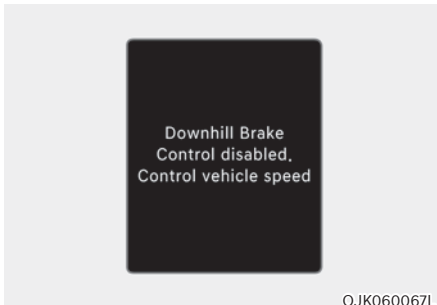 Downhill Brake
Control disabled.
Control vehicle speed
OJK060067L